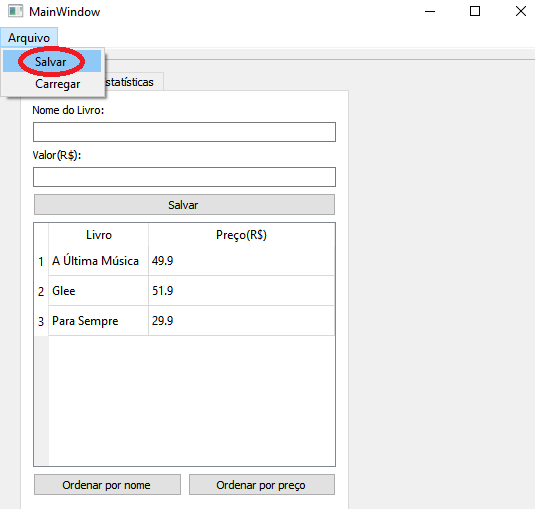 MainWindow
Arquivo
Salvar
Carregar
statísticas
Nome do Livro:
Valor(R$):
Salvar
Livro Preço(R$)
1 A Última Música 49.9
2 Glee 51.9
3 Para Sempre 29.9
Ordenar por nome Ordenar por preço